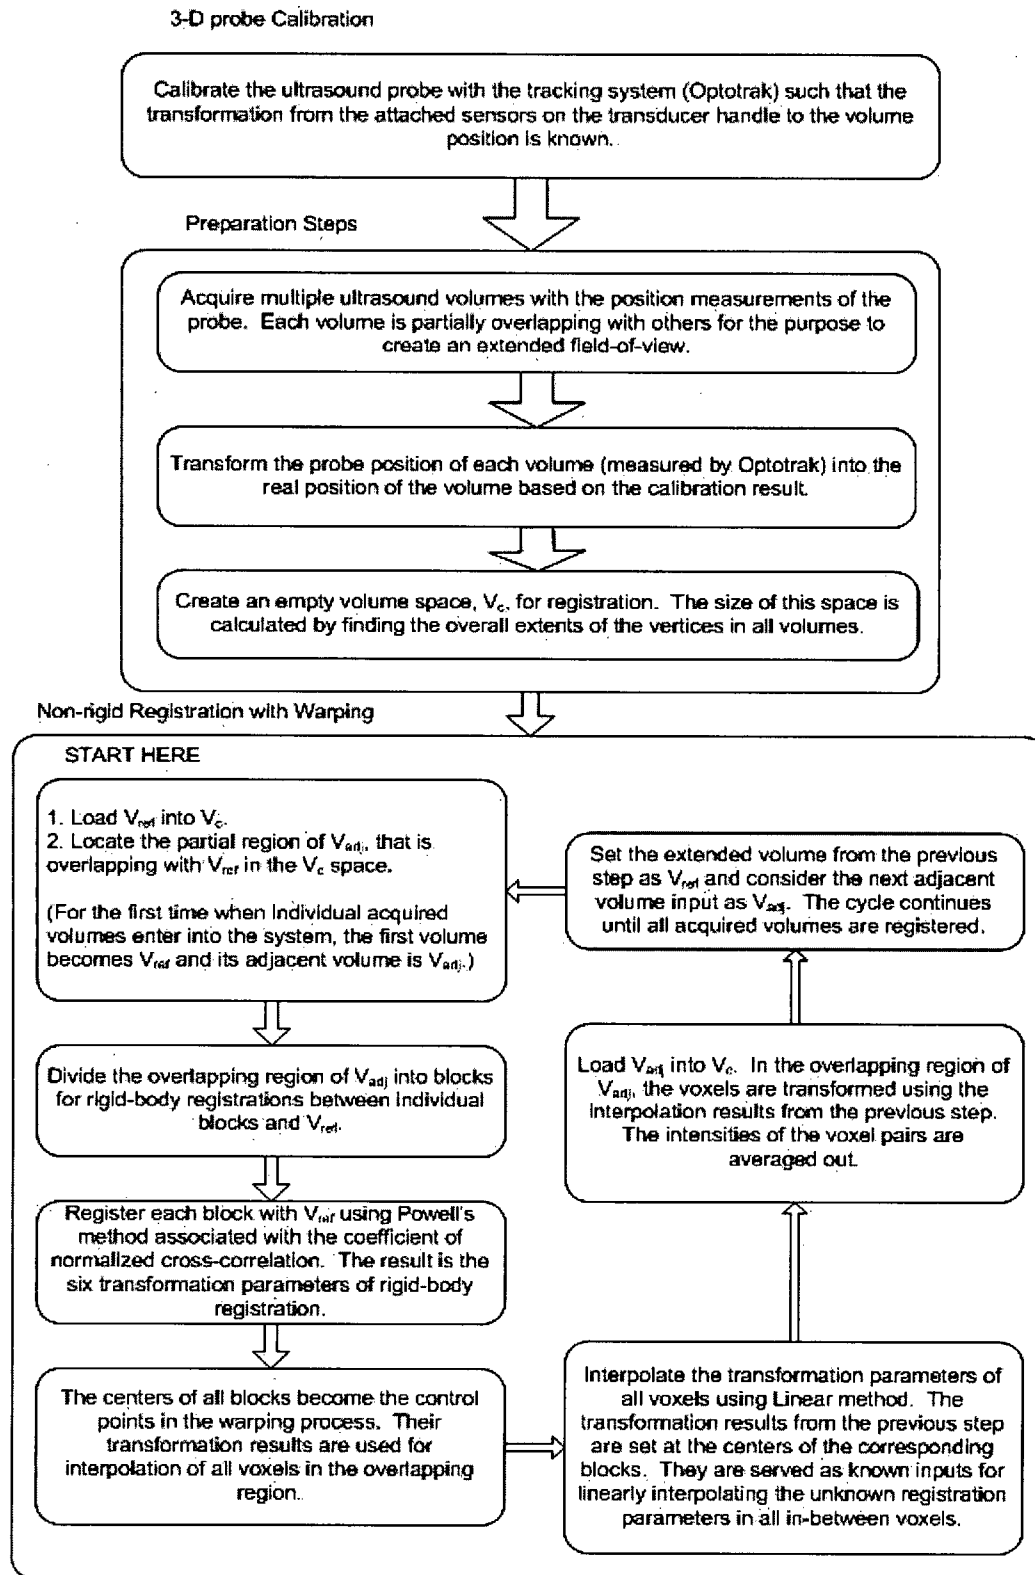 3-D probe Calibration
Calibrate the ultrasound probe with the tracking system (Optotrak) such that the
transformation from the attached sensors on the transducer handle to the volume
position is known.
Preparation Steps
Acquire multiple ultrasound volumes with the position measurements of the
probe. Each volume is partially overlapping with others for the purpose to
create an extended field-of-view.
Transform the probe position of each volume (measured by Optotrak) into the
real position of the volume based on the calibration result.
Create an empty volume space, Vc, for registration. The size of this space is
calculated by finding the overall extents of the vertices in all volumes.
Non-rigid Registration with Warping
START HERE
1. Load Vref into Vc.
2. Locate the partial region of Vadj, that is
overlapping with Vref in the Vc space.
(For the first time when individual acquired
volumes enter into the system, the first volume
becomes Vref and its adjacent volume is Vadj.)
Divide the overlapping region of Vadj into blocks
for rigid-body registrations between individual
blocks and Vref.
Register each block with Vref using Powell's
method associated with the coefficient of
normalized cross-correlation. The result is the
six transformation parameters of rigid-body
registration.
The centers of all blocks become the control
points in the warping process. Their
transformation results are used for
interpolation of all voxels in the overlapping
region.
Interpolate the transformation parameters of
all voxels using Linear method. The
transformation results from the previous step
are set at the centers of the corresponding
blocks. They are served as known inputs for
linearly interpolating the unknown registration
parameters in all in-between voxels.
Load Vadj into Vc. In the overlapping region of
Vadj, the voxels are transformed using the
interpolation results from the previous step.
The intensities of the voxel pairs are
averaged out.
Set the extended volume from the previous
step as Vref and consider the next adjacent
volume input as Vadj. The cycle continues
until all acquired volumes are registered.